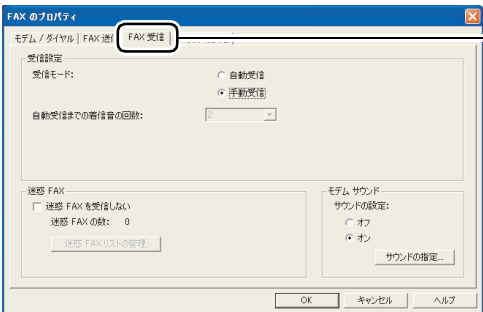 FAX のプロパティ
モデム / ダイヤル FAX 送 FAX 受信
受信設定
受信モード:
自動受信
手動受信
自動受信までの着信音の回数: 2
迷惑 FAX
迷惑 FAX を受信しない
迷惑 FAX の数: 0
迷惑 FAXリストの管理
モデム サウンド
サウンドの設定:
オフ
オン
サウンドの指定...
OK キャンセル ヘルプ